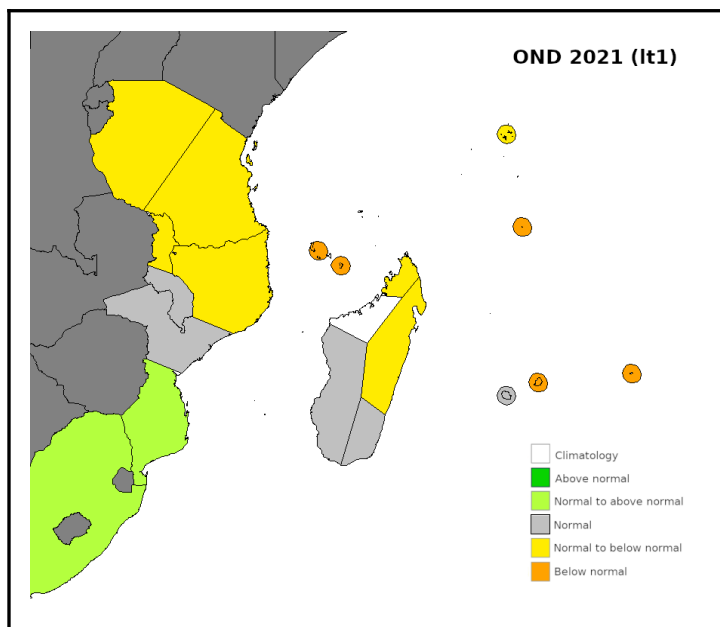 OND 2021 (lt1)
Climatology
Above normal
Normal to above normal
Normal
Normal to below normal
Below normal